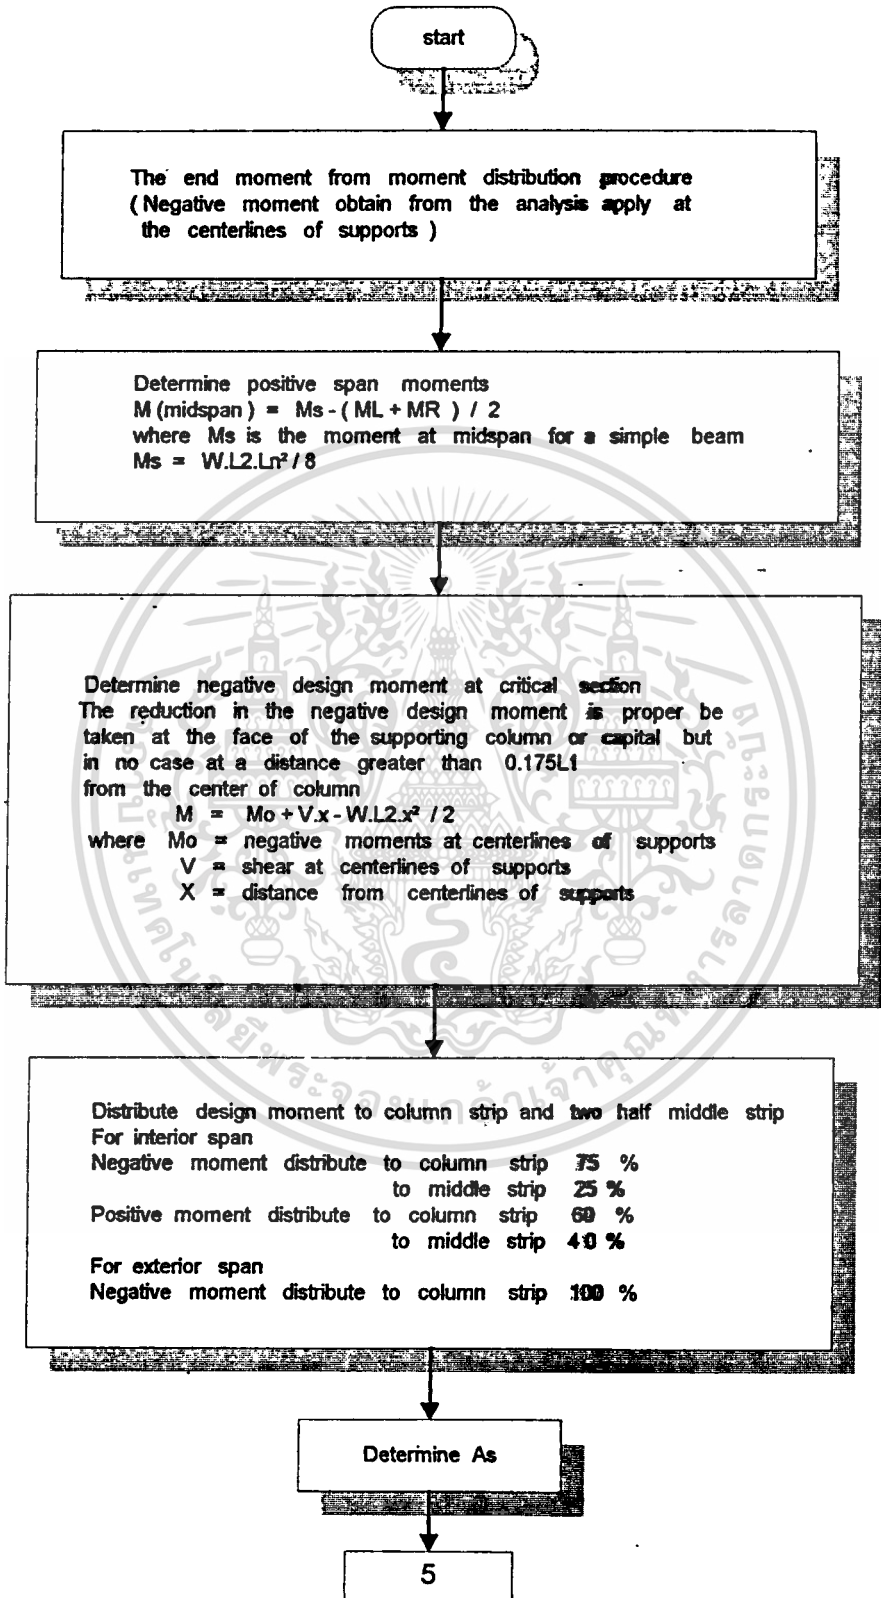 start
The end moment from moment distribution procedure
( Negative moment obtain from the analysis apply at
the centerlines of supports )
Determine positive span moments
M (midspan ) = Ms - ( ML + MR ) / 2
where Ms is the moment at midspan for a simple beam
Ms = W.L2.Ln² / 8
Determine negative design moment at critical section
The reduction in the negative design moment is proper be
taken at the face of the supporting column or capital but
in no case at a distance greater than 0.175L1
from the center of column
M = Mo + V.x - W.L2.x² / 2
where Mo = negative moments at centerlines of supports
V = shear at centerlines of supports
X = distance from centerlines of supports
Distribute design moment to column strip and two half middle strip
For interior span
Negative moment distribute to column strip 75 %
to middle strip 25 %
Positive moment distribute to column strip 60 %
to middle strip 40 %
For exterior span
Negative moment distribute to column strip 100 %
Determine As
5